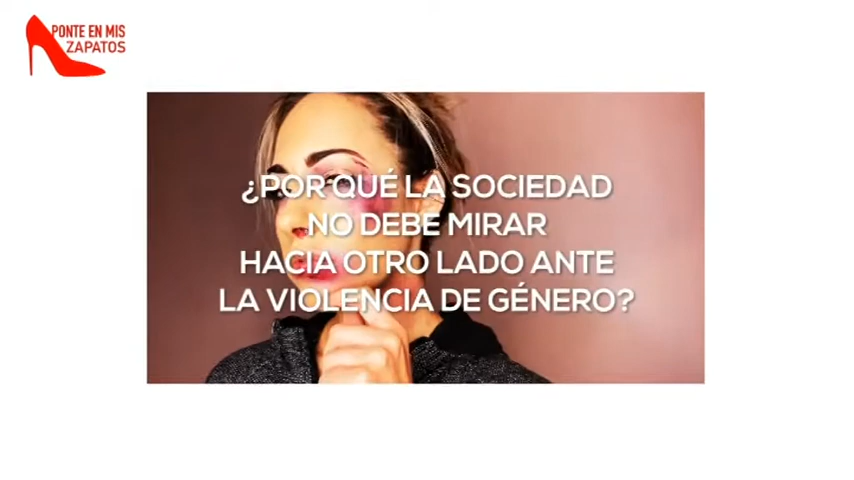 PONTE EN MIS
ZAPATOS
¿POR QUÉ LA SOCIEDAD
NO DEBE MIRAR
HACIA OTRO LADO ANTE
LA VIOLENCIA DE GÉNERO?